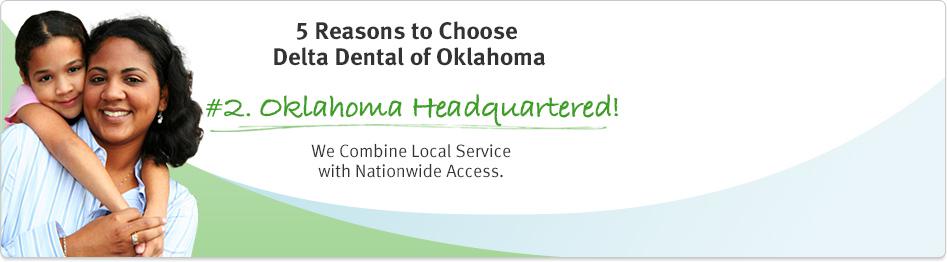 5 Reasons to Choose
Delta Dental of Oklahoma
#2. Oklahoma Headquartered!
We Combine Local Service
with Nationwide Access.